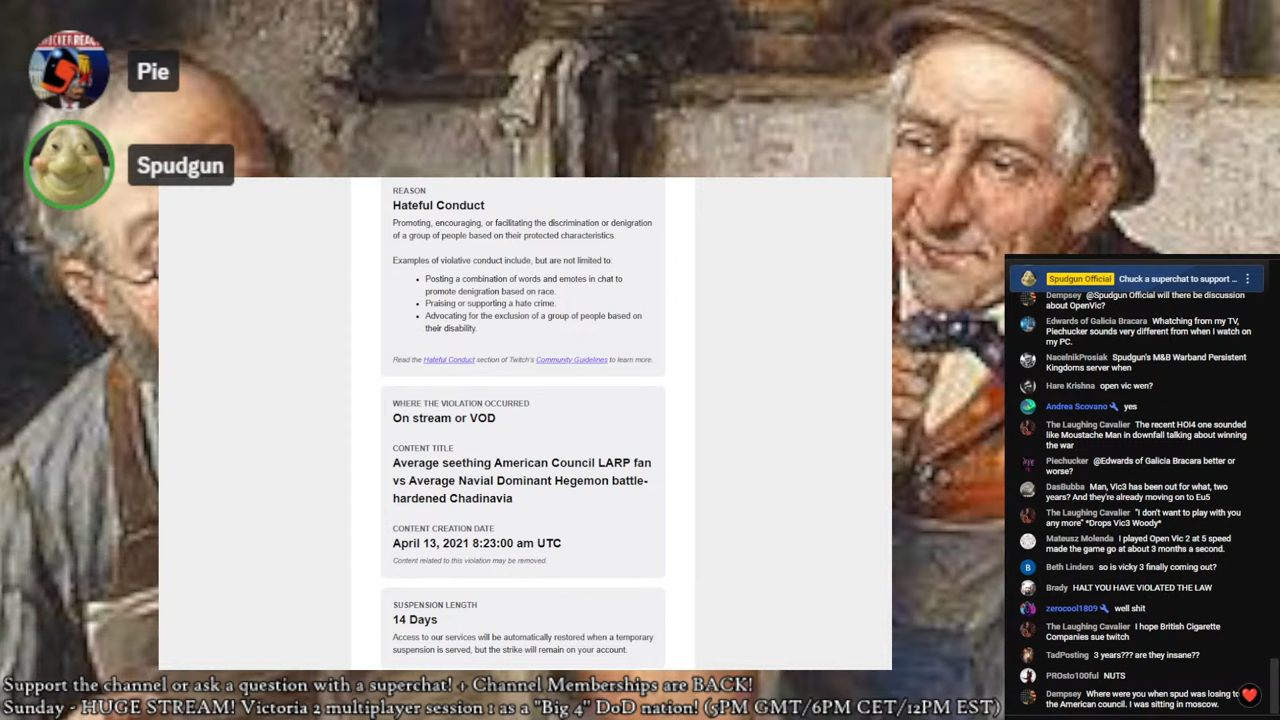 Pie
Spudgun
REASON
Hateful Conduct
Promoting, encouraging, or facilitating the discrimination or denigration
of a group of people based on their protected characteristics.
Examples of violative conduct include, but are not limited to:
Posting a combination of words and emotes in chat to
promote denigration based on race.
Praising or supporting a hate crime.
Advocating for the exclusion of a group of people based on
their disability.
Read the Hateful Conduct section of Twitch's Community Guidelines to learn more.
WHERE THE VIOLATION OCCURRED
On stream or VOD
CONTENT TITLE
Average seething American Council LARP fan
vs Average Navial Dominant Hegemon battle-
hardened Chadinavia
CONTENT CREATION DATE
April 13, 2021 8:23:00 am UTC
Content related to this violation may be removed.
SUSPENSION LENGTH
14 Days
Access to our services will be automatically restored when a temporary
suspension is served, but the strike will remain on your account.
Spudgun Official Chuck a superchat to support ...
Dempsey @Spudgun Official will there be discussion
about OpenVic?
Edwards of Galicia Bracara Whatching from my TV,
Piechucker sounds very different from when I watch on
my PC.
NacelnikProsiak Spudgun's M&B Warband Persistent
Kingdoms server when
Hare Krishna open vic wen?
Andrea Scovano yes
The Laughing Cavalier The recent HOI4 one sounded
like Moustache Man in downfall talking about winning
the war
Piechucker @Edwards of Galicia Bracara better or
worse?
DasBubba Man, Vic3 has been out for what, two
years? And they're already moving on to Eu5
The Laughing Cavalier "I don't want to play with you
any more" *Drops Vic3 Woody*
Mateusz Molenda I played Open Vic 2 at 5 speed
made the game go at about 3 months a second.
B Beth Linders so is vicky 3 finally coming out?
Brady HALT YOU HAVE VIOLATED THE LAW
zerocool1809 well shit
The Laughing Cavalier I hope British Cigarette
Companies sue twitch
TadPosting 3 years??? are they insane??
PROsto100ful NUTS
Dempsey Where were you when spud was losing to
the American council. I was sitting in moscow.
Support the channel or ask a question with a superchat! + Channel Memberships are BACK!
Sunday - HUGE STREAM! Victoria 2 multiplayer session 1 as a "Big 4" DoD nation! (5PM GMT/6PM CET/12PM EST)